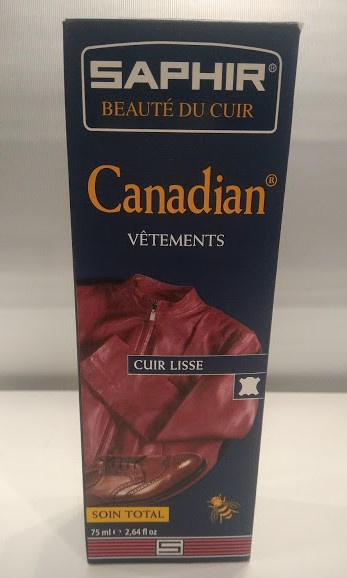 SAPHIR®
BEAUTÉ DU CUIR
Canadian®
VÊTEMENTS
CUIR LISSE
SOIN TOTAL
75 ml ℮ 2,64 fl oz
S